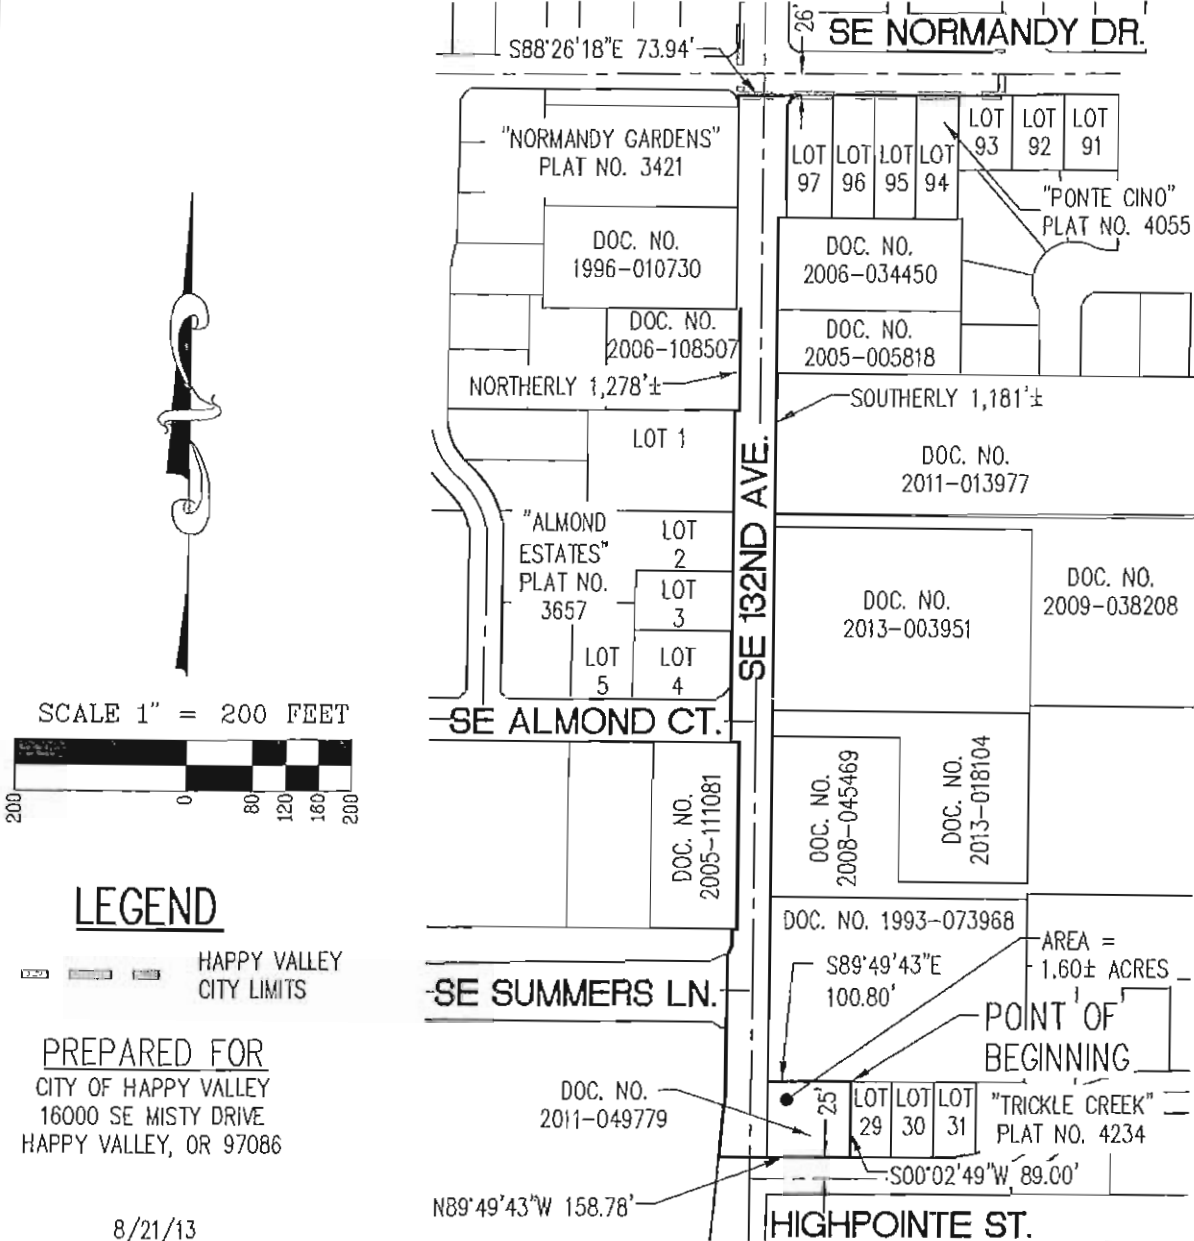 26'
SE NORMANDY DR.
S88°26'18"E 73.94'
"NORMANDY GARDENS"
PLAT NO. 3421
LOT
97
LOT
96
LOT
95
LOT
94
LOT
93
LOT
92
LOT
91
"PONTE CINO"
PLAT NO. 4055
DOC. NO.
1996-010730
DOC. NO.
2006-034450
DOC. NO.
2006-108507
DOC. NO.
2005-005818
NORTHERLY 1,278'±
SOUTHERLY 1,181'±
LOT 1
DOC. NO.
2011-013977
SE 132ND AVE.
"ALMOND
ESTATES"
PLAT NO.
3657
LOT
2
LOT
3
LOT
4
LOT
5
DOC. NO.
2013-003951
DOC. NO.
2009-038208
SCALE 1" = 200 FEET
200
0
80
120
160
200
SE ALMOND CT.
DOC. NO.
2005-111081
DOC. NO.
2008-045469
DOC. NO.
2013-018104
LEGEND
HAPPY VALLEY
CITY LIMITS
DOC. NO. 1993-073968
S89°49'43"E
100.80'
AREA =
1.60± ACRES
SE SUMMERS LN.
POINT OF
BEGINNING
PREPARED FOR
CITY OF HAPPY VALLEY
16000 SE MISTY DRIVE
HAPPY VALLEY, OR 97086
DOC. NO.
2011-049779
25'
LOT
29
LOT
30
LOT
31
"TRICKLE CREEK"
PLAT NO. 4234
S00°02'49"W 89.00'
N89°49'43"W 158.78'
HIGHPOINTE ST.
8/21/13